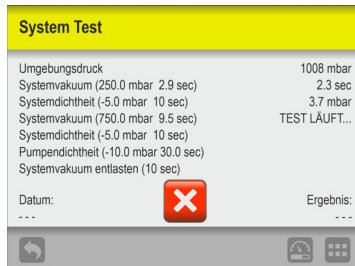 System Test
Umgebungsdruck 1008 mbar
Systemvakuum (250.0 mbar 2.9 sec) 2.3 sec
Systemdichtheit (-5.0 mbar 10 sec) 3.7 mbar
Systemvakuum (750.0 mbar 9.5 sec) TEST LÄUFT...
Systemdichtheit (-5.0 mbar 10 sec)
Pumpendichtheit (-10.0 mbar 30.0 sec)
Systemvakuum entlasten (10 sec)
Datum: Ergebnis:
- - - - - -